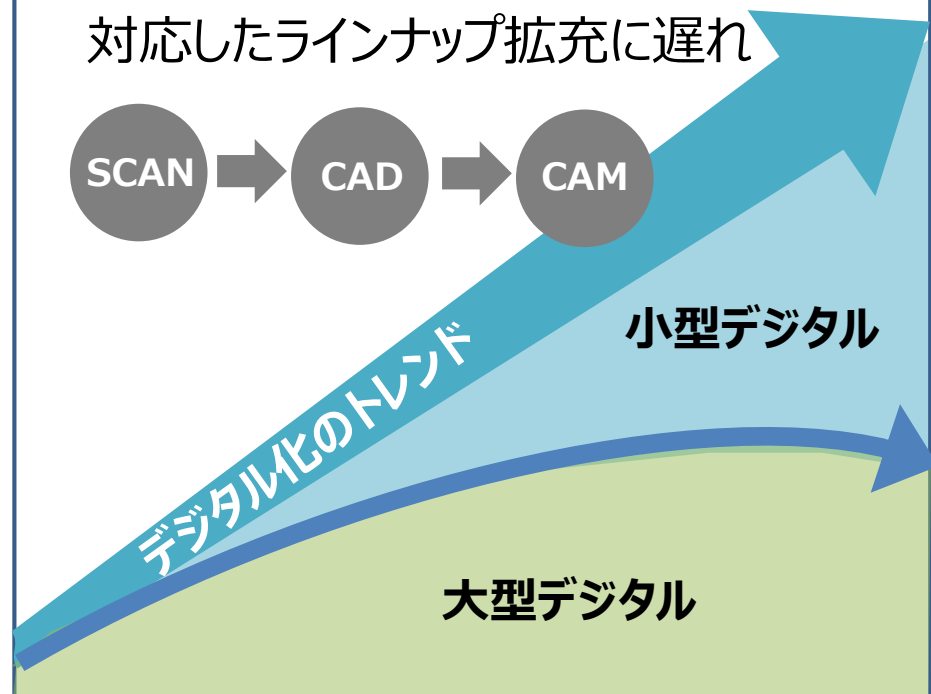 対応したラインナップ拡充に遅れ
SCAN
CAD
CAM
小型デジタル
デジタル化のトレンド
大型デジタル